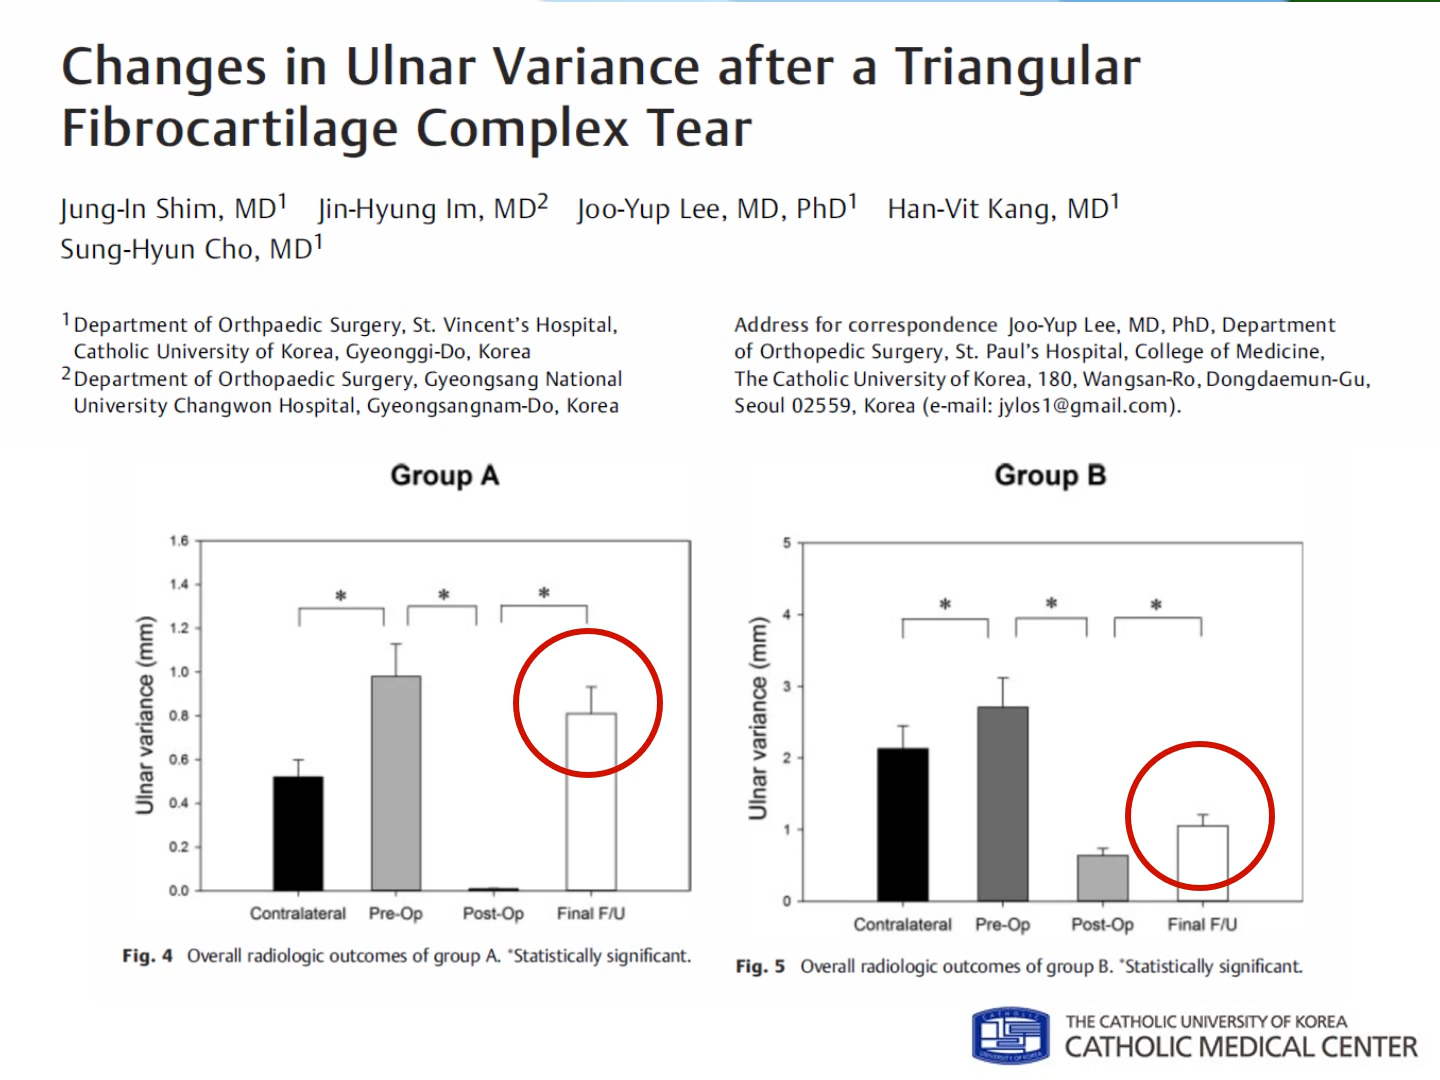 Changes in Ulnar Variance after a Triangular
Fibrocartilage Complex Tear
Jung-In Shim, MD1 Jin-Hyung Im, MD2 Joo-Yup Lee, MD, PhD1 Han-Vit Kang, MD1
Sung-Hyun Cho, MD1
1 Department of Orthpaedic Surgery, St. Vincent's Hospital,
Catholic University of Korea, Gyeonggi-Do, Korea
2 Department of Orthopaedic Surgery, Gyeongsang National
University Changwon Hospital, Gyeongsangnam-Do, Korea
Address for correspondence Joo-Yup Lee, MD, PhD, Department
of Orthopedic Surgery, St. Paul's Hospital, College of Medicine,
The Catholic University of Korea, 180, Wangsan-Ro, Dongdaemun-Gu,
Seoul 02559, Korea (e-mail: jylos1@gmail.com).
Group A
Ulnar variance (mm)
1.6
1.4
1.2
1.0
0.8
0.6
0.4
0.2
0.0
* * *
Contralateral Pre-Op Post-Op Final F/U
Fig. 4 Overall radiologic outcomes of group A. *Statistically significant.
Group B
Ulnar variance (mm)
5
4
3
2
1
0
* * *
Contralateral Pre-Op Post-Op Final F/U
Fig. 5 Overall radiologic outcomes of group B. *Statistically significant.
CATHOLIC
UNIVERSITY OF KOREA
THE CATHOLIC UNIVERSITY OF KOREA
CATHOLIC MEDICAL CENTER